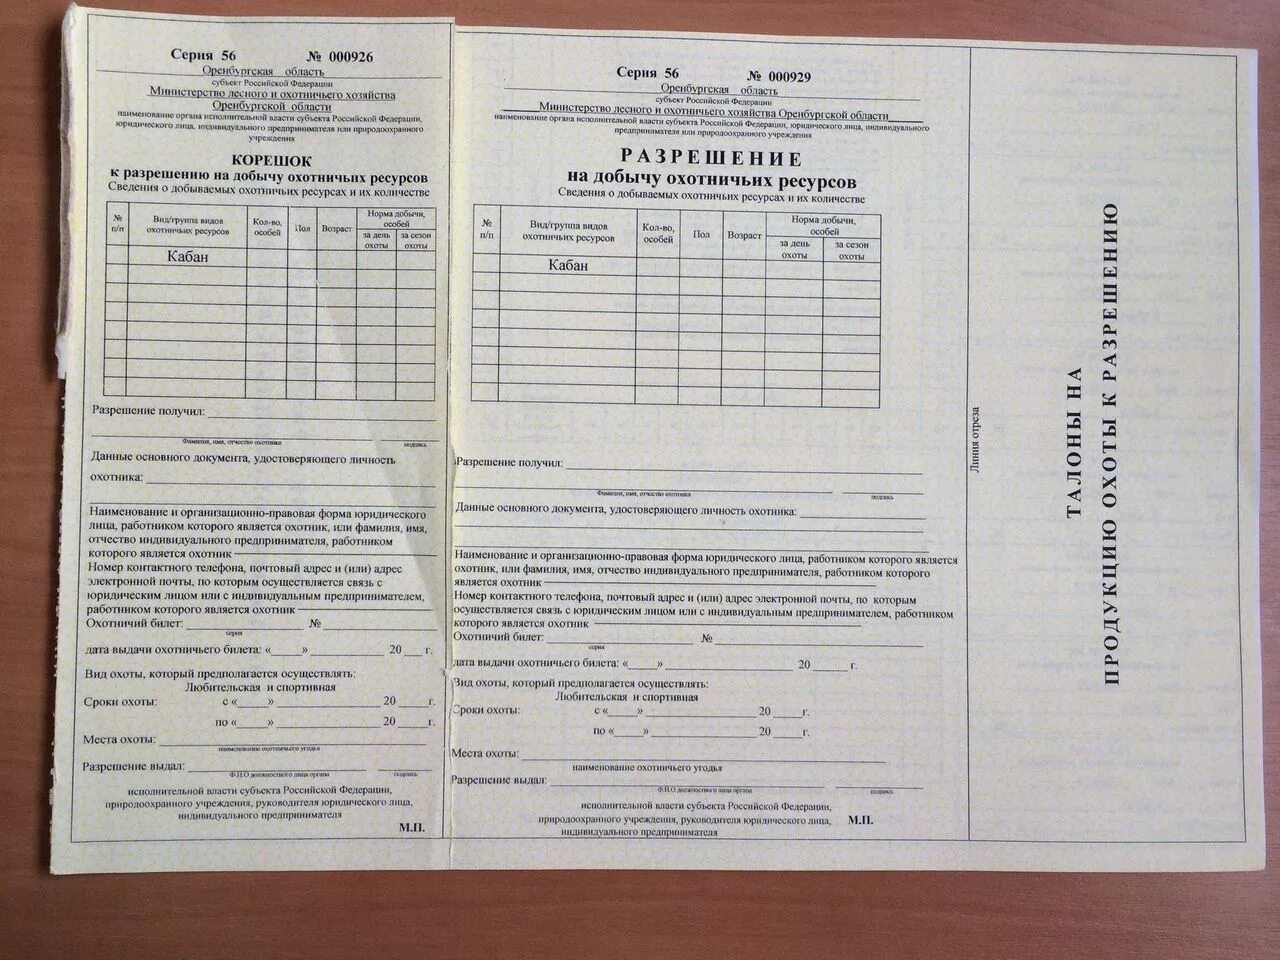 Серия 56 № 000926
Оренбургская область
субъект Российской Федерации
Министерство лесного и охотничьего хозяйства
Оренбургской области
наименование органа исполнительной власти субъекта Российской Федерации,
юридического лица, индивидуального предпринимателя или природоохранного
учреждения
КОРЕШОК
к разрешению на добычу охотничьих ресурсов
Сведения о добываемых охотничьих ресурсах и их количестве
№ п/п
Вид/группа видов охотничьих ресурсов
Кол-во, особей
Пол
Возраст
Норма добычи, особей
за день охоты
за сезон охоты
Кабан
Разрешение получил:
Фамилия, имя, отчество охотника подпись
Данные основного документа, удостоверяющего личность
охотника:
Наименование и организационно-правовая форма юридического
лица, работником которого является охотник, или фамилия, имя,
отчество индивидуального предпринимателя, работником
которого является охотник
Номер контактного телефона, почтовый адрес и (или) адрес
электронной почты, по которым осуществляется связь с
юридическим лицом или с индивидуальным предпринимателем,
работником которого является охотник
Охотничий билет: №
серия
дата выдачи охотничьего билета: «____» 20 г.
Вид охоты, который предполагается осуществлять:
Любительская и спортивная
Сроки охоты: с «____» 20 г.
по «____» 20 г.
Места охоты:
наименование охотничьего угодья
Разрешение выдал:
Ф.И.О должностного лица органа подпись
исполнительной власти субъекта Российской Федерации,
природоохранного учреждения, руководителя юридического лица,
индивидуального предпринимателя
М.П.
Серия 56 № 000929
Оренбургская область
субъект Российской Федерации
Министерство лесного и охотничьего хозяйства Оренбургской области
наименование органа исполнительной власти субъекта Российской Федерации, юридического лица, индивидуального
предпринимателя или природоохранного учреждения
РАЗРЕШЕНИЕ
на добычу охотничьих ресурсов
Сведения о добываемых охотничьих ресурсах и их количестве
№ п/п
Вид/группа видов охотничьих ресурсов
Кол-во, особей
Пол
Возраст
Норма добычи, особей
за день охоты
за сезон охоты
Кабан
Разрешение получил:
Фамилия, имя, отчество охотника подпись
Данные основного документа, удостоверяющего личность охотника:
Наименование и организационно-правовая форма юридического лица, работником которого является
охотник, или фамилия, имя, отчество индивидуального предпринимателя, работником которого
является охотник
Номер контактного телефона, почтовый адрес и (или) адрес электронной почты, по которым
осуществляется связь с юридическим лицом или с индивидуальным предпринимателем, работником
которого является охотник
Охотничий билет: №
серия
дата выдачи охотничьего билета: «____» 20 г.
Вид охоты, который предполагается осуществлять:
Любительская и спортивная
Сроки охоты: с «____» 20 г.
по «____» 20 г.
Места охоты:
наименование охотничьего угодья
Разрешение выдал:
Ф.И.О должностного лица органа подпись
исполнительной власти субъекта Российской Федерации,
природоохранного учреждения, руководителя юридического лица,
индивидуального предпринимателя
М.П.
Линия отреза
ТАЛОНЫ НА
ПРОДУКЦИЮ ОХОТЫ К РАЗРЕШЕНИЮ